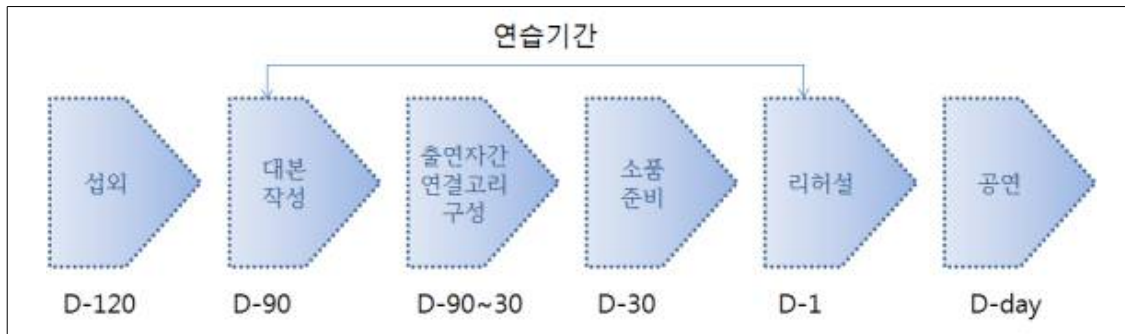 연습기간
섭외
대본
작성
출연자간
연결고리
구성
소품
준비
리허설
공연
D-120
D-90
D-90~30
D-30
D-1
D-day